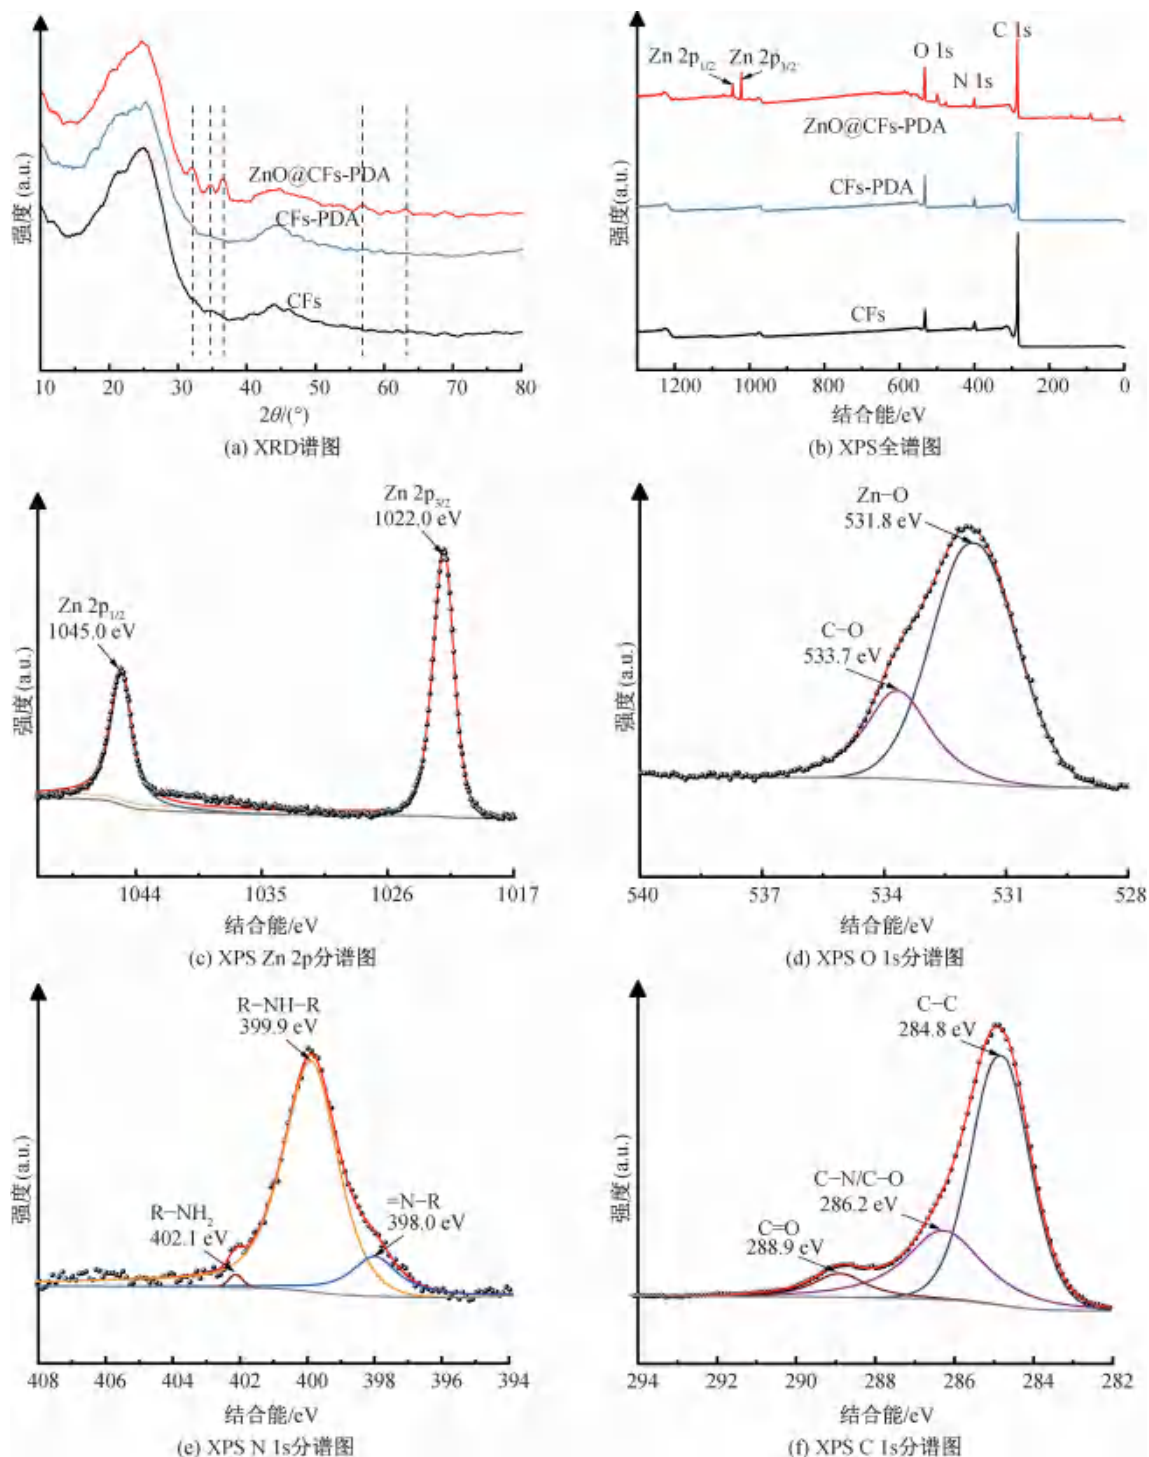 强度 (a.u.)
ZnO@CFs-PDA
CFs-PDA
CFs
10 20 30 40 50 60 70 80
2θ/(°)
(a) XRD谱图
强度(a.u.)
Zn 2p1/2
Zn 2p3/2
O 1s
N 1s
C 1s
ZnO@CFs-PDA
CFs-PDA
CFs
1200 1000 800 600 400 200 0
结合能/eV
(b) XPS全谱图
强度(a.u.)
Zn 2p3/2
1022.0 eV
Zn 2p1/2
1045.0 eV
1044 1035 1026 1017
结合能/eV
(c) XPS Zn 2p分谱图
强度(a.u.)
Zn−O
531.8 eV
C−O
533.7 eV
540 537 534 531 528
结合能/eV
(d) XPS O 1s分谱图
强度(a.u.)
R−NH−R
399.9 eV
R−NH2
402.1 eV
=N−R
398.0 eV
408 406 404 402 400 398 396 394
结合能/eV
(e) XPS N 1s分谱图
强度(a.u.)
C−C
284.8 eV
C−N/C−O
286.2 eV
C=O
288.9 eV
294 292 290 288 286 284 282
结合能/eV
(f) XPS C 1s分谱图